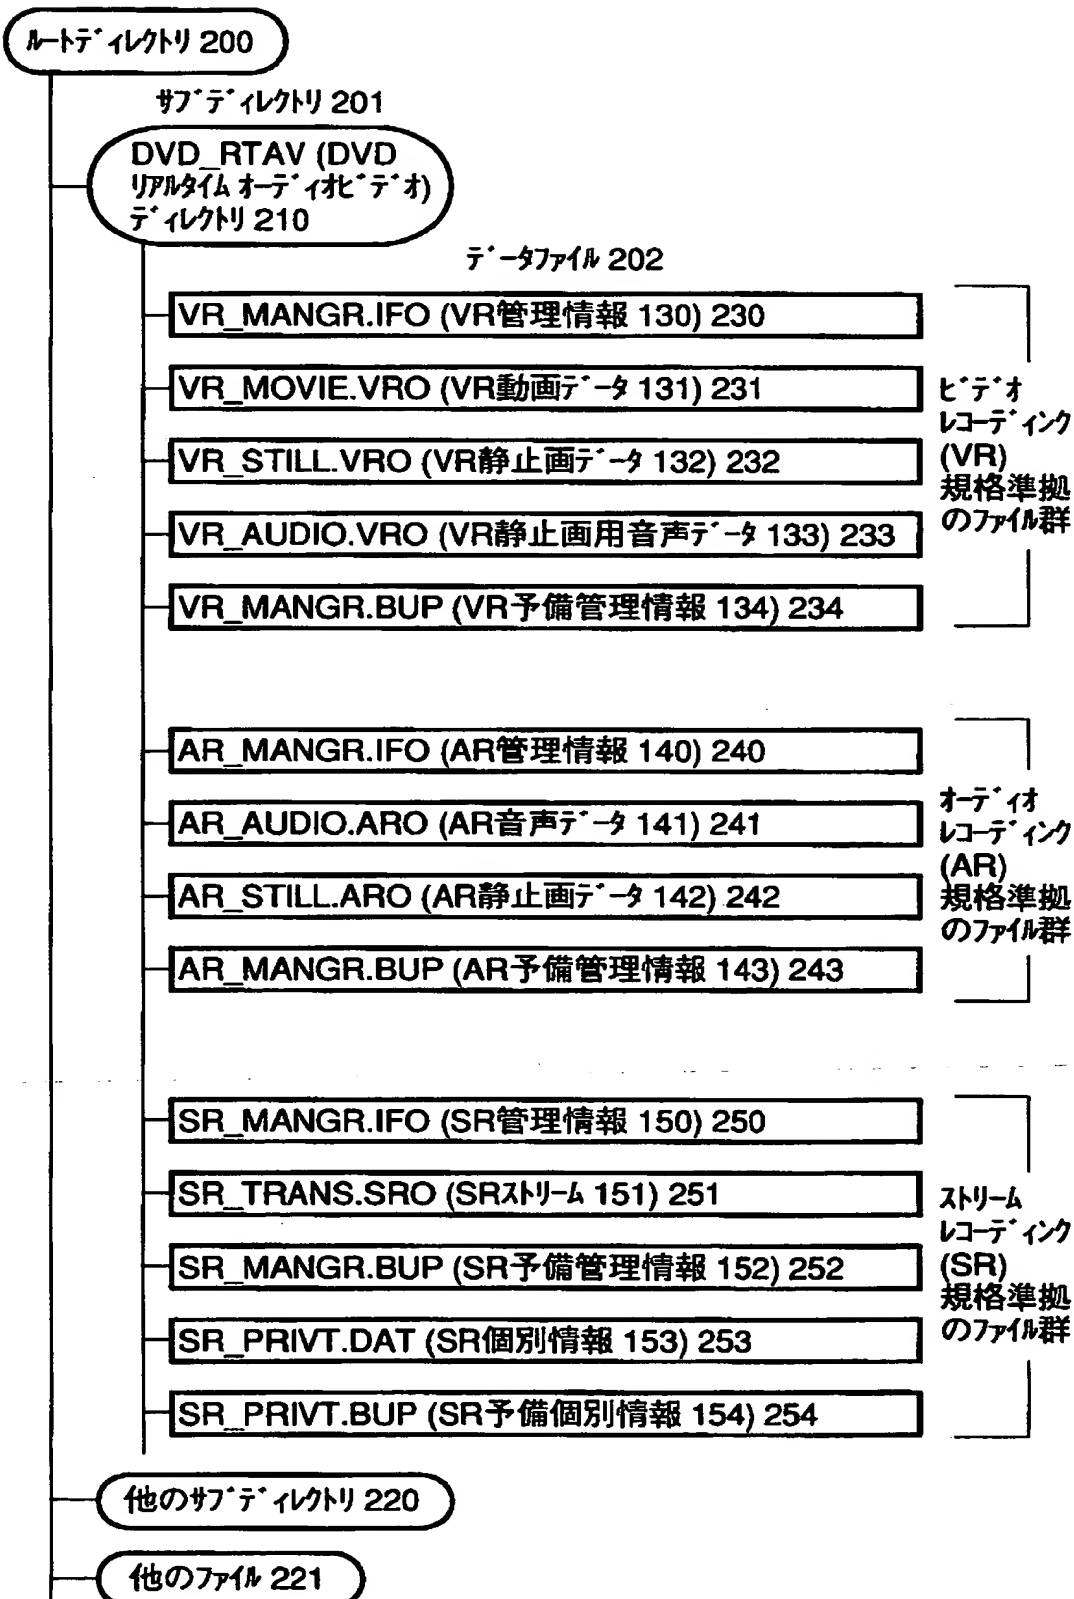 ルートディレクトリ 200
サブディレクトリ 201
DVD_RTAV (DVD
リアルタイム オーディオビデオ)
ディレクトリ 210
データファイル 202
VR_MANGR.IFO (VR管理情報 130) 230
VR_MOVIE.VRO (VR動画データ 131) 231
VR_STILL.VRO (VR静止画データ 132) 232
VR_AUDIO.VRO (VR静止画用音声データ 133) 233
VR_MANGR.BUP (VR予備管理情報 134) 234
ビデオ
レコーディンク
(VR)
規格準拠
のファイル群
AR_MANGR.IFO (AR管理情報 140) 240
AR_AUDIO.ARO (AR音声データ 141) 241
AR_STILL.ARO (AR静止画データ 142) 242
AR_MANGR.BUP (AR予備管理情報 143) 243
オーディオ
レコーディンク
(AR)
規格準拠
のファイル群
SR_MANGR.IFO (SR管理情報 150) 250
SR_TRANS.SRO (SRストリーム 151) 251
SR_MANGR.BUP (SR予備管理情報 152) 252
SR_PRIVT.DAT (SR個別情報 153) 253
SR_PRIVT.BUP (SR予備個別情報 154) 254
ストリーム
レコーディンク
(SR)
規格準拠
のファイル群
他のサブディレクトリ 220
他のファイル 221